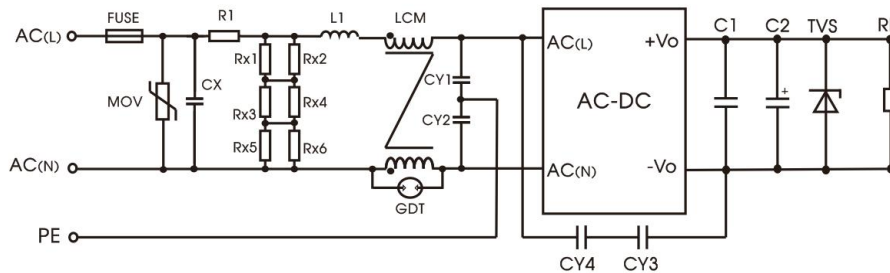 FUSE R1 L1 LCM C1 C2 TVS R
AC(L) AC(L) +Vo
Rx1 Rx2
CX CY1
MOV Rx3 Rx4 AC-DC
CY2
Rx5 Rx6
AC(N) AC(N) -Vo
GDT
PE
CY4 CY3